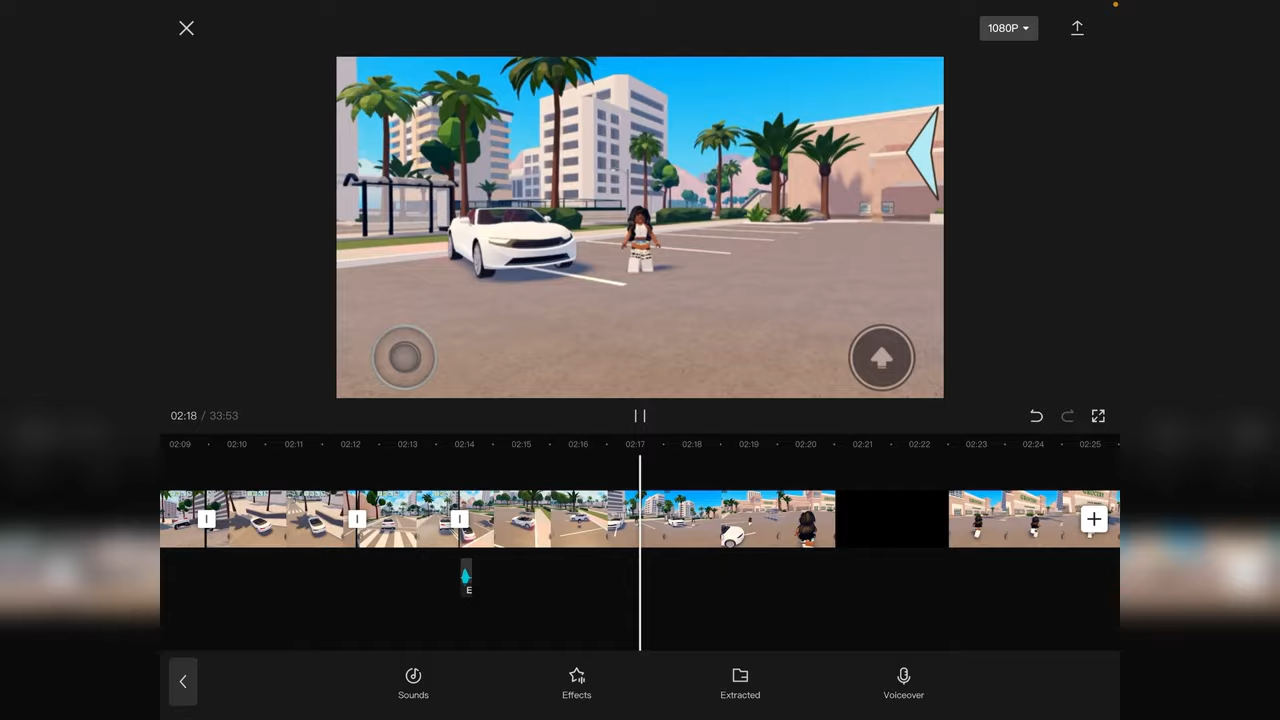 1080P
02:18 / 33:53
02:09 02:10 02:11 02:12 02:13 02:14 02:15 02:16 02:17 02:18 02:19 02:20 02:21 02:22 02:23 02:24 02:25
E
Sounds Effects Extracted Voiceover